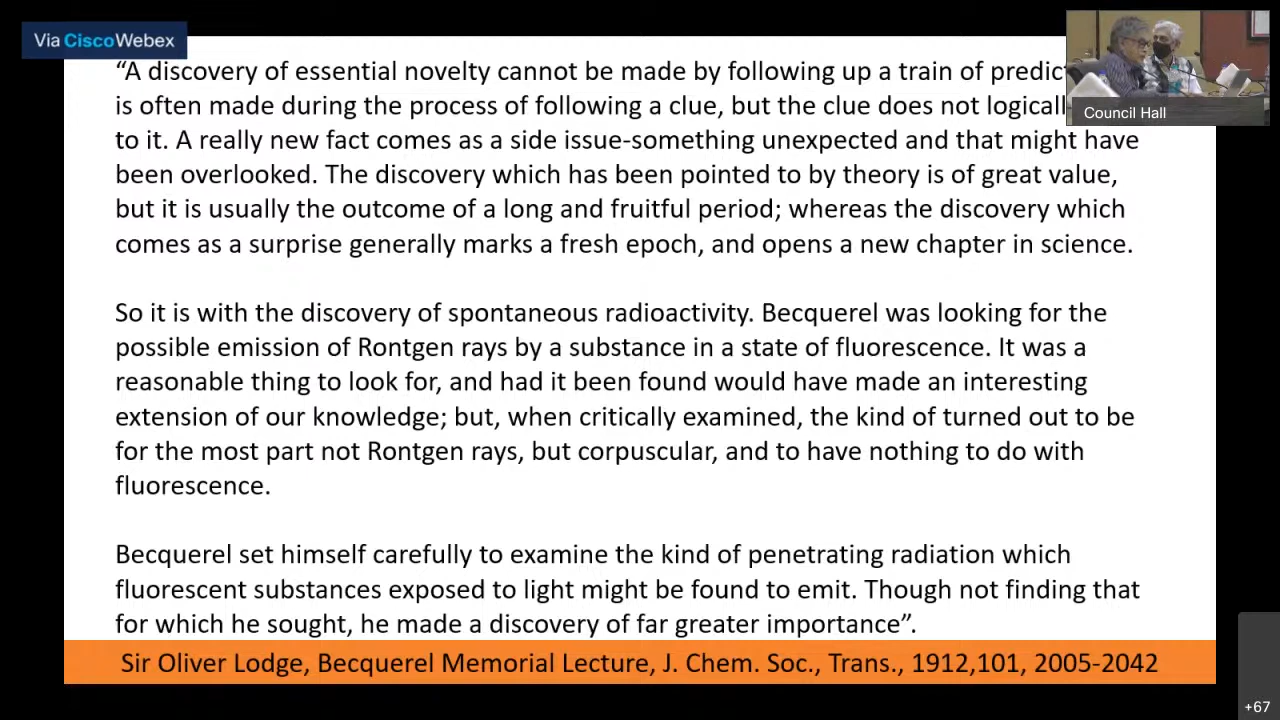 Via Cisco Webex
“A discovery of essential novelty cannot be made by following up a train of
is often made during the process of following a clue, but the clue does not
to it. A really new fact comes as a side issue-something unexpected and that might have
been overlooked. The discovery which has been pointed to by theory is of great value,
but it is usually the outcome of a long and fruitful period; whereas the discovery which
comes as a surprise generally marks a fresh epoch, and opens a new chapter in science.
So it is with the discovery of spontaneous radioactivity. Becquerel was looking for the
possible emission of Rontgen rays by a substance in a state of fluorescence. It was a
reasonable thing to look for, and had it been found would have made an interesting
extension of our knowledge; but, when critically examined, the kind of turned out to be
for the most part not Rontgen rays, but corpuscular, and to have nothing to do with
fluorescence.
Becquerel set himself carefully to examine the kind of penetrating radiation which
fluorescent substances exposed to light might be found to emit. Though not finding that
for which he sought, he made a discovery of far greater importance”.
Sir Oliver Lodge, Becquerel Memorial Lecture, J. Chem. Soc., Trans., 1912,101, 2005-2042
Council Hall
+67